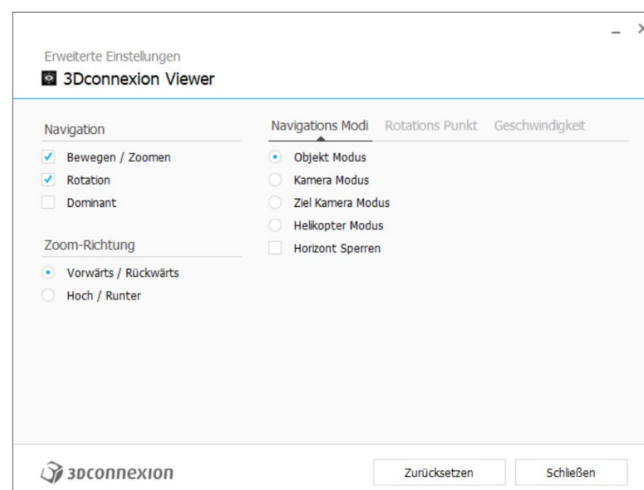 Erweiterte Einstellungen
3Dconnexion Viewer
Navigation
Bewegen / Zoomen
Rotation
Dominant
Zoom-Richtung
Vorwärts / Rückwärts
Hoch / Runter
Navigations Modi Rotations Punkt Geschwindigkeit
Objekt Modus
Kamera Modus
Ziel Kamera Modus
Helikopter Modus
Horizont Sperren
3Dconnexion
Zurücksetzen Schließen